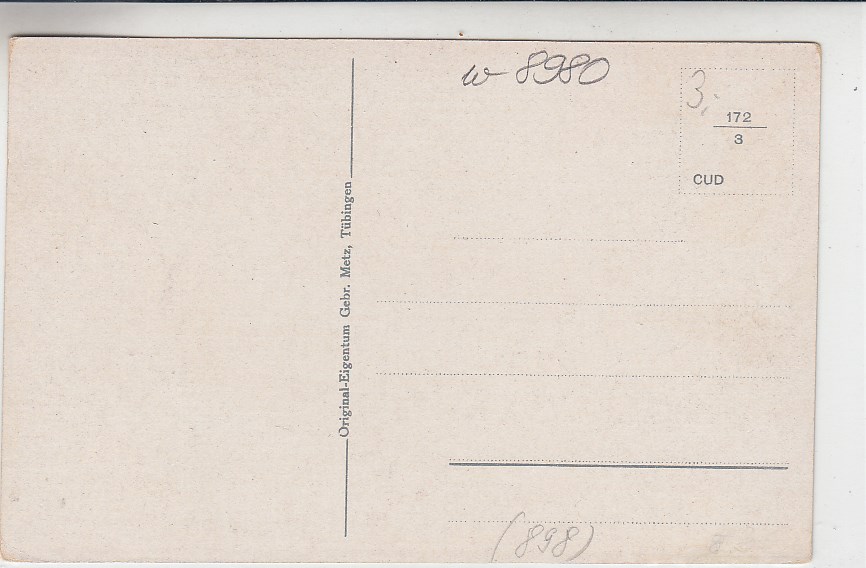 w-8980
3,-
172
3
CUD
Original-Eigentum Gebr. Metz, Tübingen
(898)